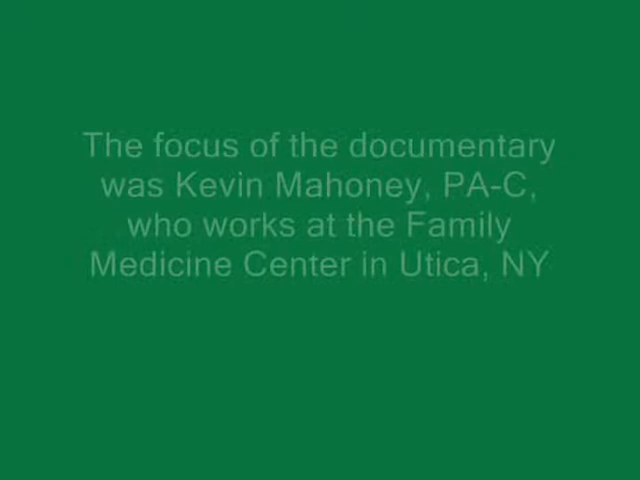 The focus of the documentary
was Kevin Mahoney, PA-C,
who works at the Family
Medicine Center in Utica, NY